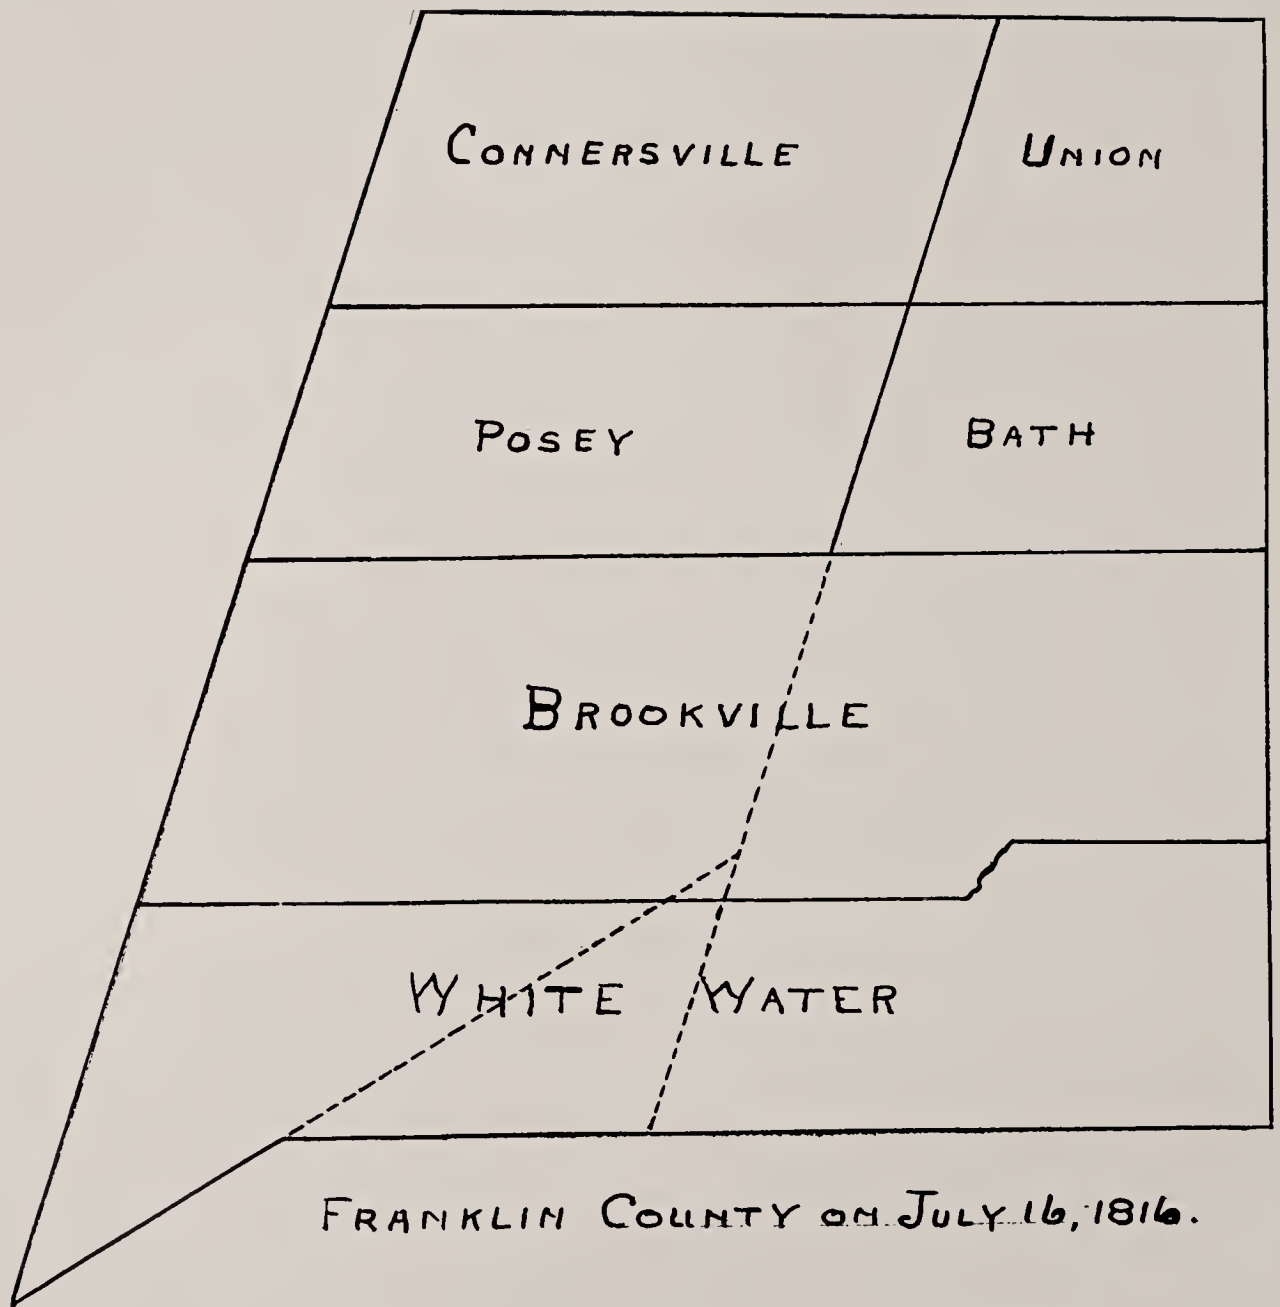 CONNERSVILLE UNION
POSEY BATH
BROOKVILLE
WHITE WATER
FRANKLIN COUNTY ON JULY 16, 1816.